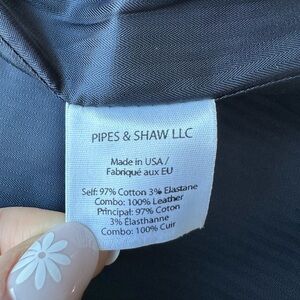 PIPES & SHAW LLC
Made in USA /
Fabriqué aux EU
Self: 97% Cotton 3% Elastane
Combo: 100% Leather
Principal: 97% Coton
3% Élasthanne
Combo: 100% Cuir